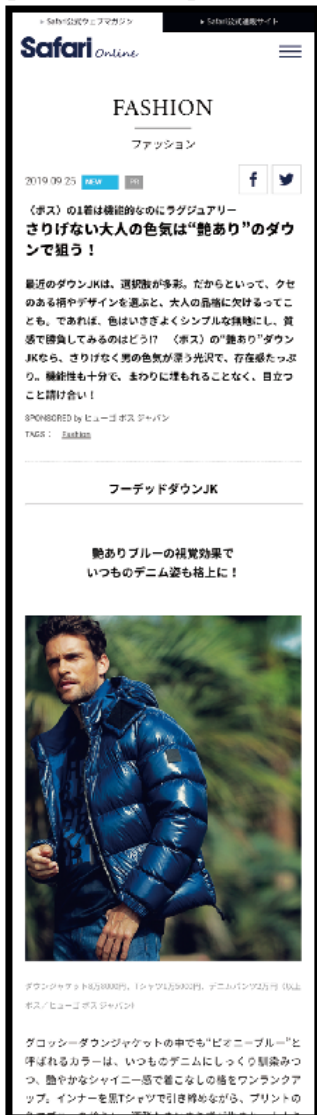 ▸ Safari公式ウェブマガジン
▸ Safari公式通販サイト
Safari Online
FASHION
ファッション
2019.09.25 NEW PR
〈ボス〉の1着は機能的なのにラグジュアリー
さりげない大人の色気は“艶あり”のダウ
ンで狙う！
最近のダウンJKは、選択肢が多彩。だからといって、クセ
のある柄やデザインを選ぶと、大人の品格に欠けるってこ
とも。であれば、色はいさぎよくシンプルな無地にし、質
感で勝負してみるのはどう!?　〈ボス〉の“艶あり”ダウン
JKなら、さりげなく男の色気が漂う光沢で、存在感たっぷ
り。機能性も十分で、まわりに埋もれることなく、目立つ
こと請け合い！
SPONSORED by ヒューゴ ボス ジャパン
TAGS： Fashion
フーデッドダウンJK
艶ありブルーの視覚効果で
いつものデニム姿も格上に！
ダウンジャケット8万8000円、Tシャツ1万5000円、デニムパンツ2万円（以上
ボス／ヒューゴ ボス ジャパン）
グロッシーダウンジャケットの中でも“ピオニーブルー”と
呼ばれるカラーは、いつものデニムにしっくり馴染みつ
つ、艶やかなシャイニー感で着こなしの格をワンランクア
ップ。インナーを黒Tシャツで引き締めながら、プリントの